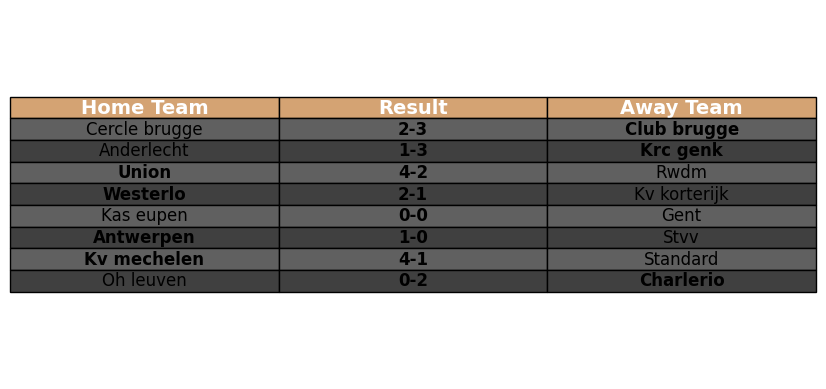 Home Team Result Away Team
Cercle brugge 2-3 Club brugge
Anderlecht 1-3 Krc genk
Union 4-2 Rwdm
Westerlo 2-1 Kv korterijk
Kas eupen 0-0 Gent
Antwerpen 1-0 Stvv
Kv mechelen 4-1 Standard
Oh leuven 0-2 Charlerio